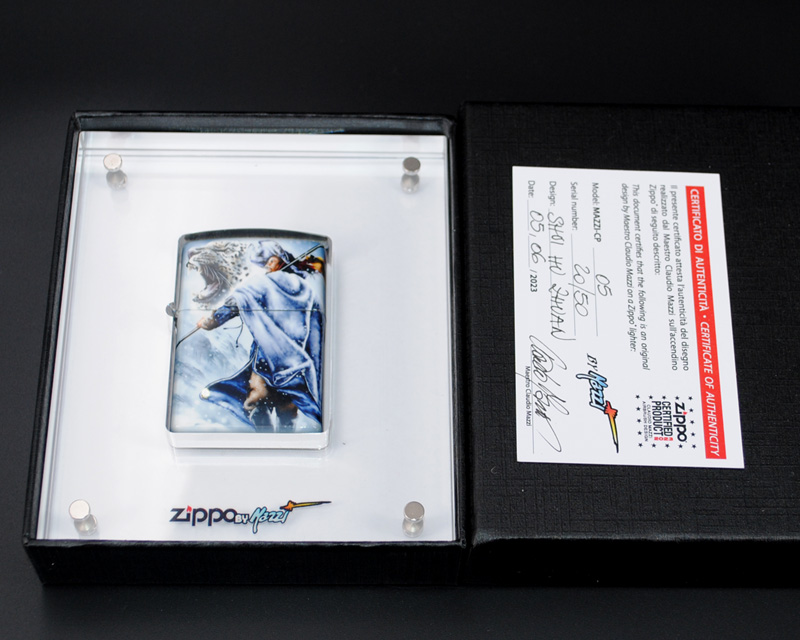 zippo BY Mazzi
CERTIFICATO DI AUTENTICITÀ • CERTIFICATE OF AUTHENTICITY
Il presente certificato attesta l'autenticità del disegno
realizzato dal Maestro Claudio Mazzi sull'accendino
Zippo® di seguito descritto:
This document certifies that the following is an original
design by Maestro Claudio Mazzi on a Zippo® lighter:
Model: MAZZI-CP 05
Serial number: 20/50
Design: SHUI HU ZHUAN
Date: 05, 06 / 2023
Maestro Claudio Mazzi
BY Mazzi
zippo
CERTIFIED
PRODUCT
CLAUDIO MAZZI